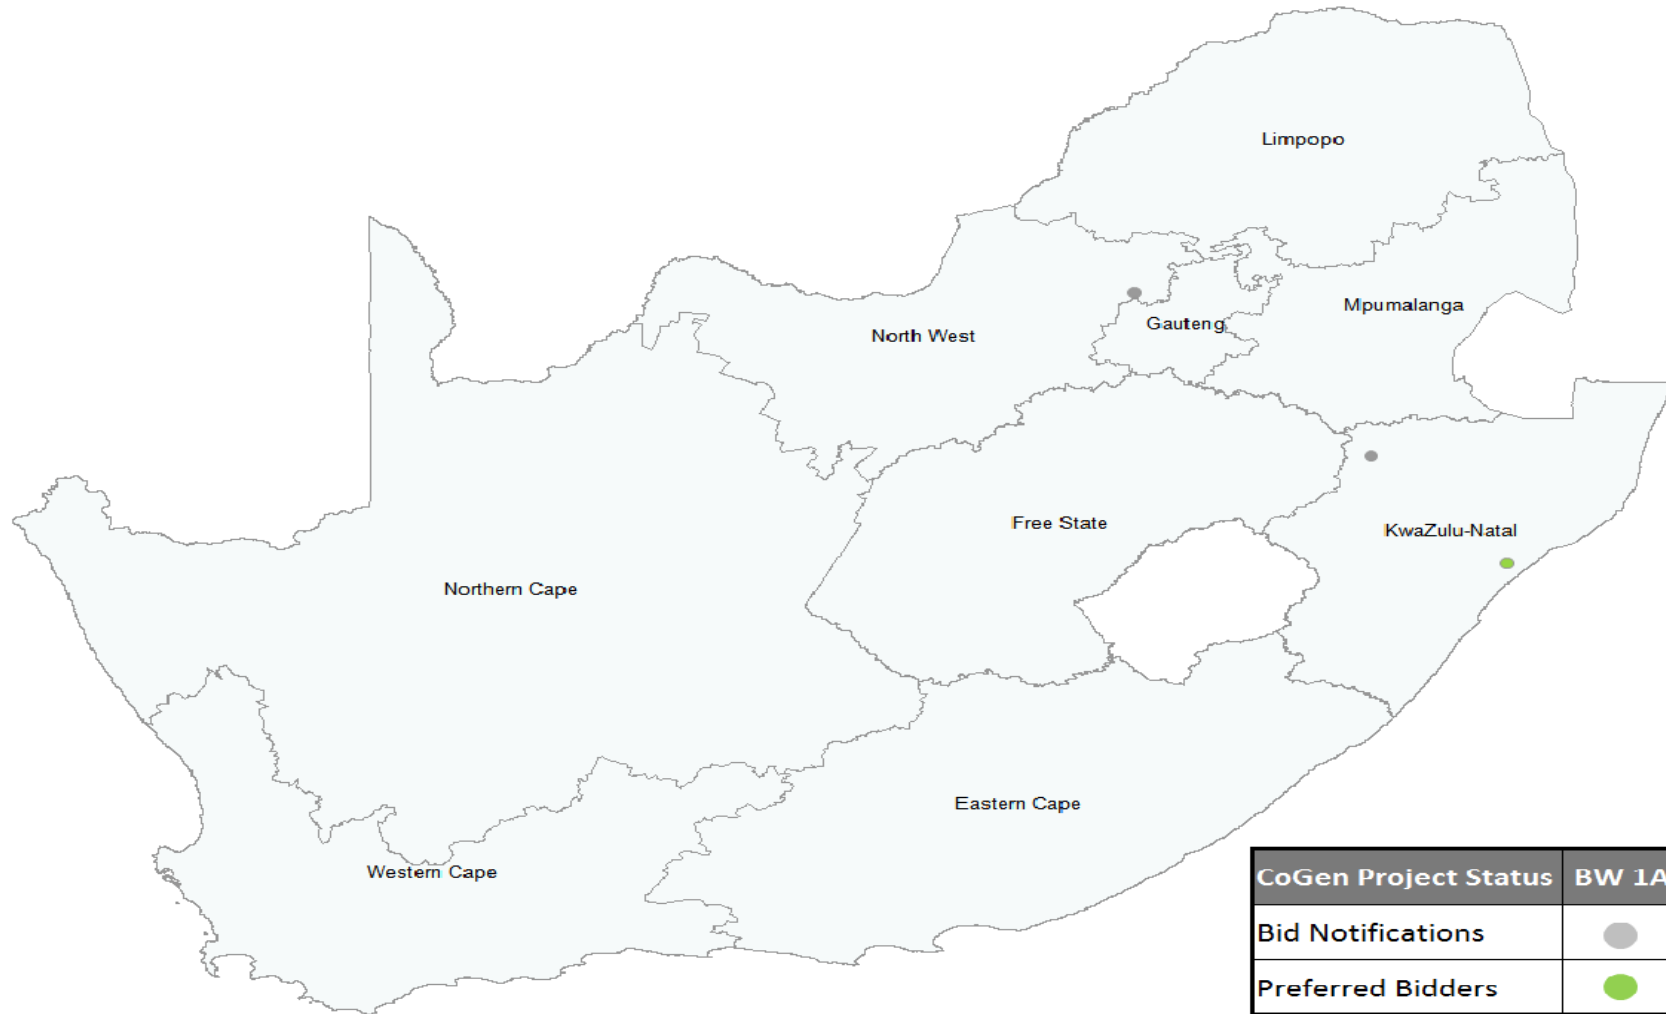 Limpopo
Mpumalanga
Gauteng
North West
Free State
KwaZulu-Natal
Northern Cape
Eastern Cape
Western Cape
CoGen Project Status BW 1A
Bid Notifications
Preferred Bidders